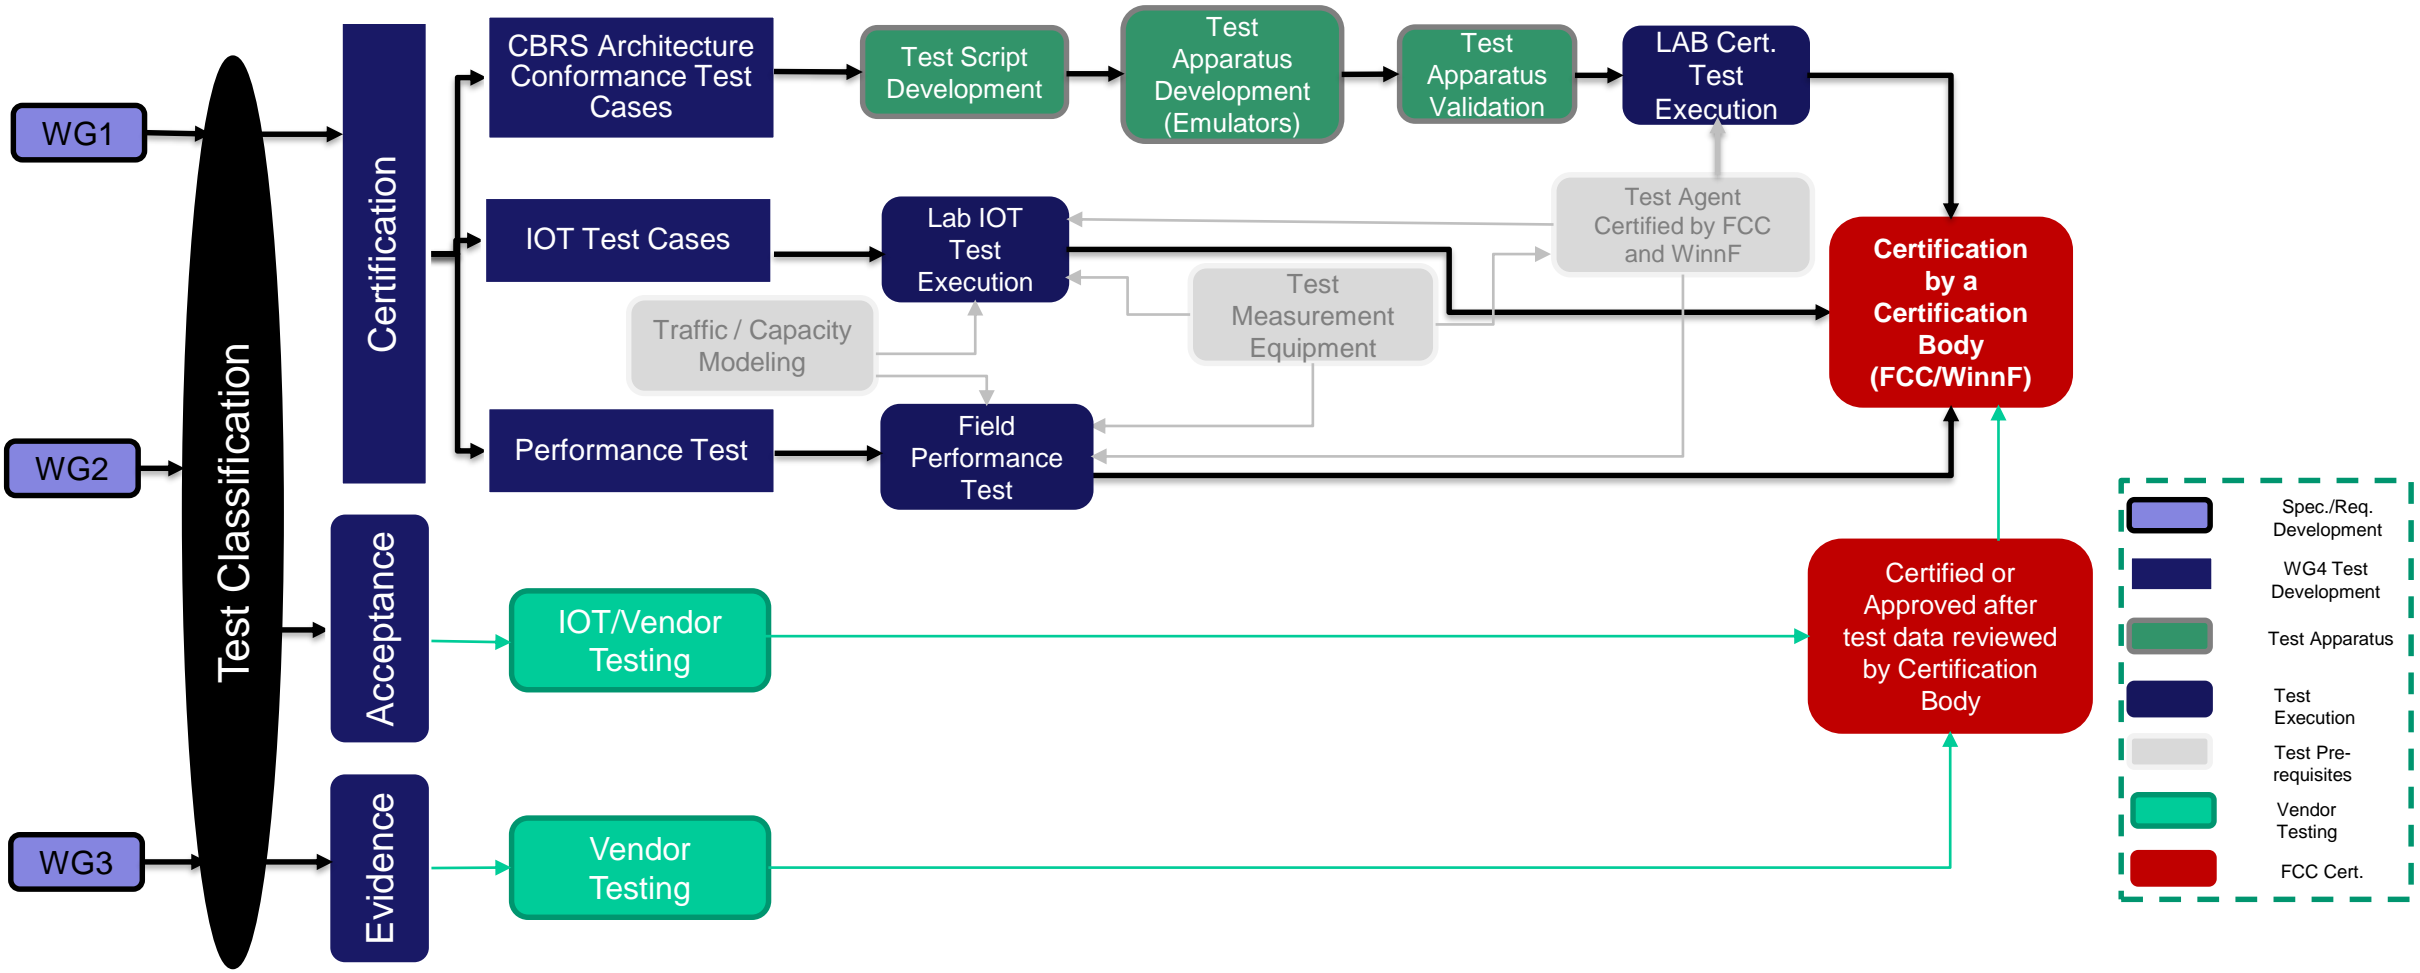 WG1
WG2
WG3
Test Classification
Certification
Acceptance
Evidence
CBRS Architecture
Conformance Test
Cases
Test Script
Development
Test
Apparatus
Development
(Emulators)
Test
Apparatus
Validation
LAB Cert.
Test
Execution
IOT Test Cases
Lab IOT
Test
Execution
Test Agent
Certified by FCC
and WinnF
Traffic / Capacity
Modeling
Test
Measurement
Equipment
Certification
by a
Certification
Body
(FCC/WinnF)
Performance Test
Field
Performance
Test
IOT/Vendor
Testing
Certified or
Approved after
test data reviewed
by Certification
Body
Vendor
Testing
Spec./Req.
Development
WG4 Test
Development
Test Apparatus
Test
Execution
Test Pre-
requisites
Vendor
Testing
FCC Cert.